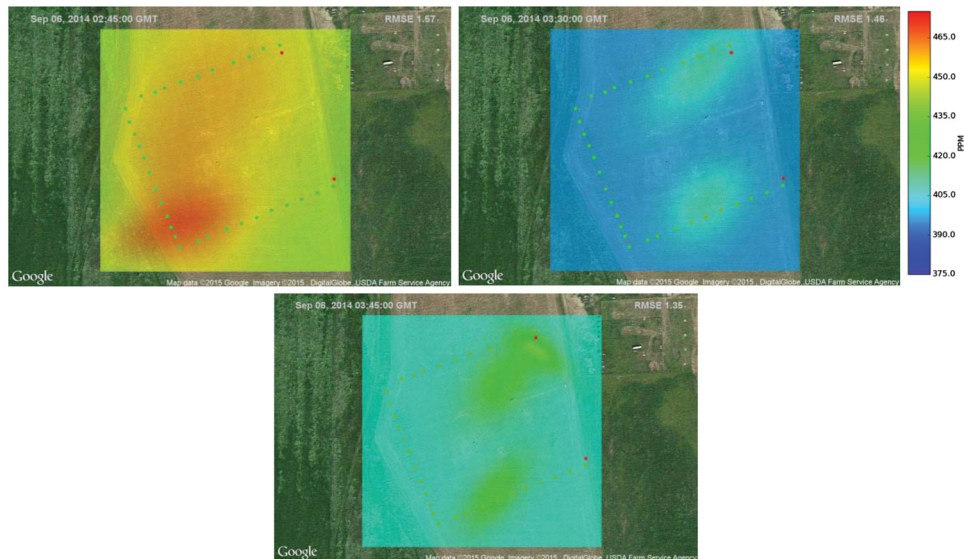 Sep 06, 2014 02:45:00 GMT RMSE 1.57
Google
Map data ©2015 Google Imagery ©2015 , DigitalGlobe, USDA Farm Service Agency
Sep 06, 2014 03:30:00 GMT RMSE 1.46
Google
Map data ©2015 Google Imagery ©2015 , DigitalGlobe, USDA Farm Service Agency
465.0
450.0
435.0
420.0
405.0
390.0
375.0
PPM
Sep 06, 2014 03:45:00 GMT RMSE 1.35
Google
Map data ©2015 Google Imagery ©2015 , DigitalGlobe, USDA Farm Service Agency